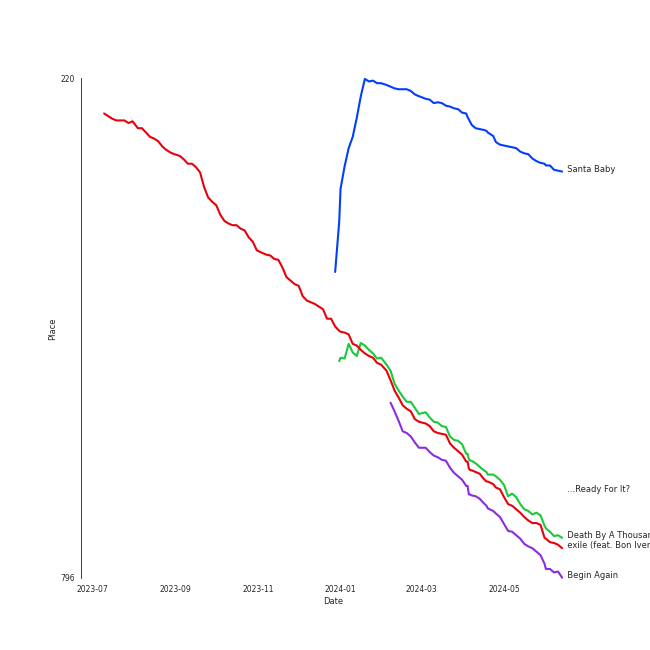 220
Santa Baby
Place
...Ready For It?
Death By A Thousan
exile (feat. Bon Iver
Begin Again
796
2023-07 2023-09 2023-11 2024-01 2024-03 2024-05
Date